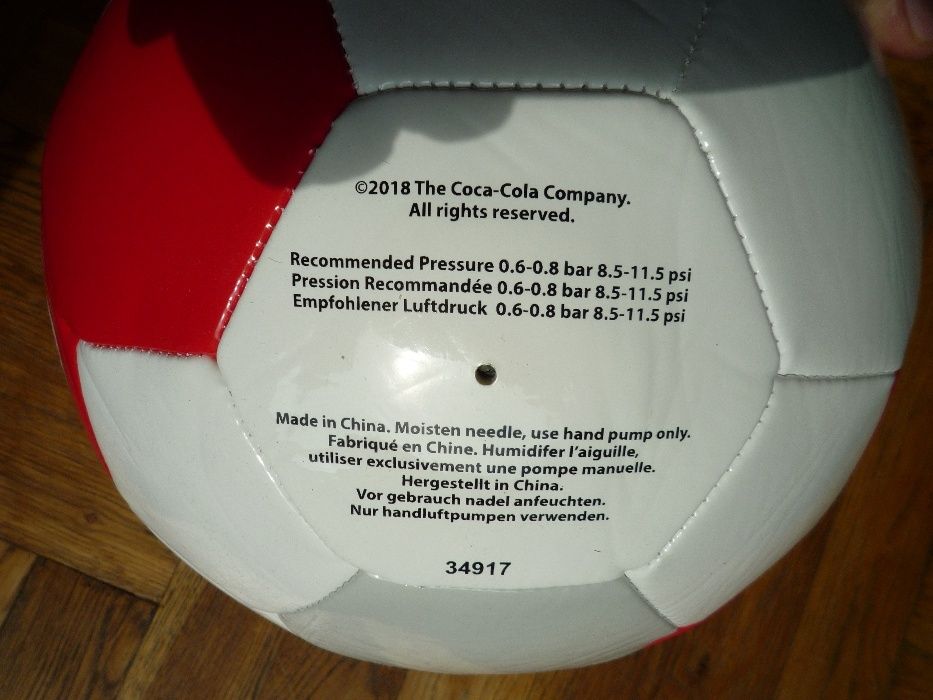 ©2018 The Coca-Cola Company.
All rights reserved.
Recommended Pressure 0.6-0.8 bar 8.5-11.5 psi
Pression Recommandée 0.6-0.8 bar 8.5-11.5 psi
Empfohlener Luftdruck 0.6-0.8 bar 8.5-11.5 psi
Made in China. Moisten needle, use hand pump only.
Fabriqué en Chine. Humidifer l'aiguille,
utiliser exclusivement une pompe manuelle.
Hergestellt in China.
Vor gebrauch nadel anfeuchten.
Nur handluftpumpen verwenden.
34917